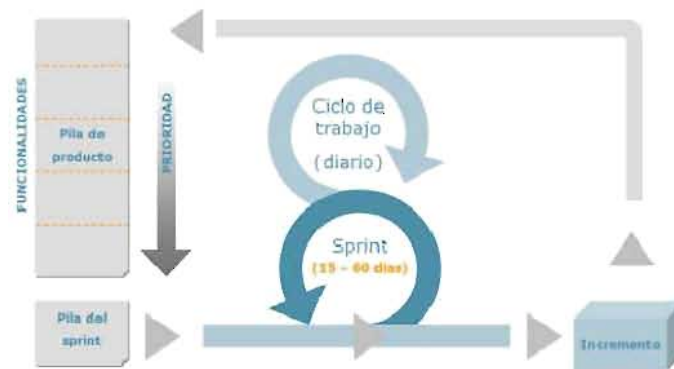 FUNCIONALIDADES
Pila de
producto
PRIORIDAD
Ciclo de
trabajo
(diario)
Sprint
(15 - 60 días)
Pila del
sprint
Incremento